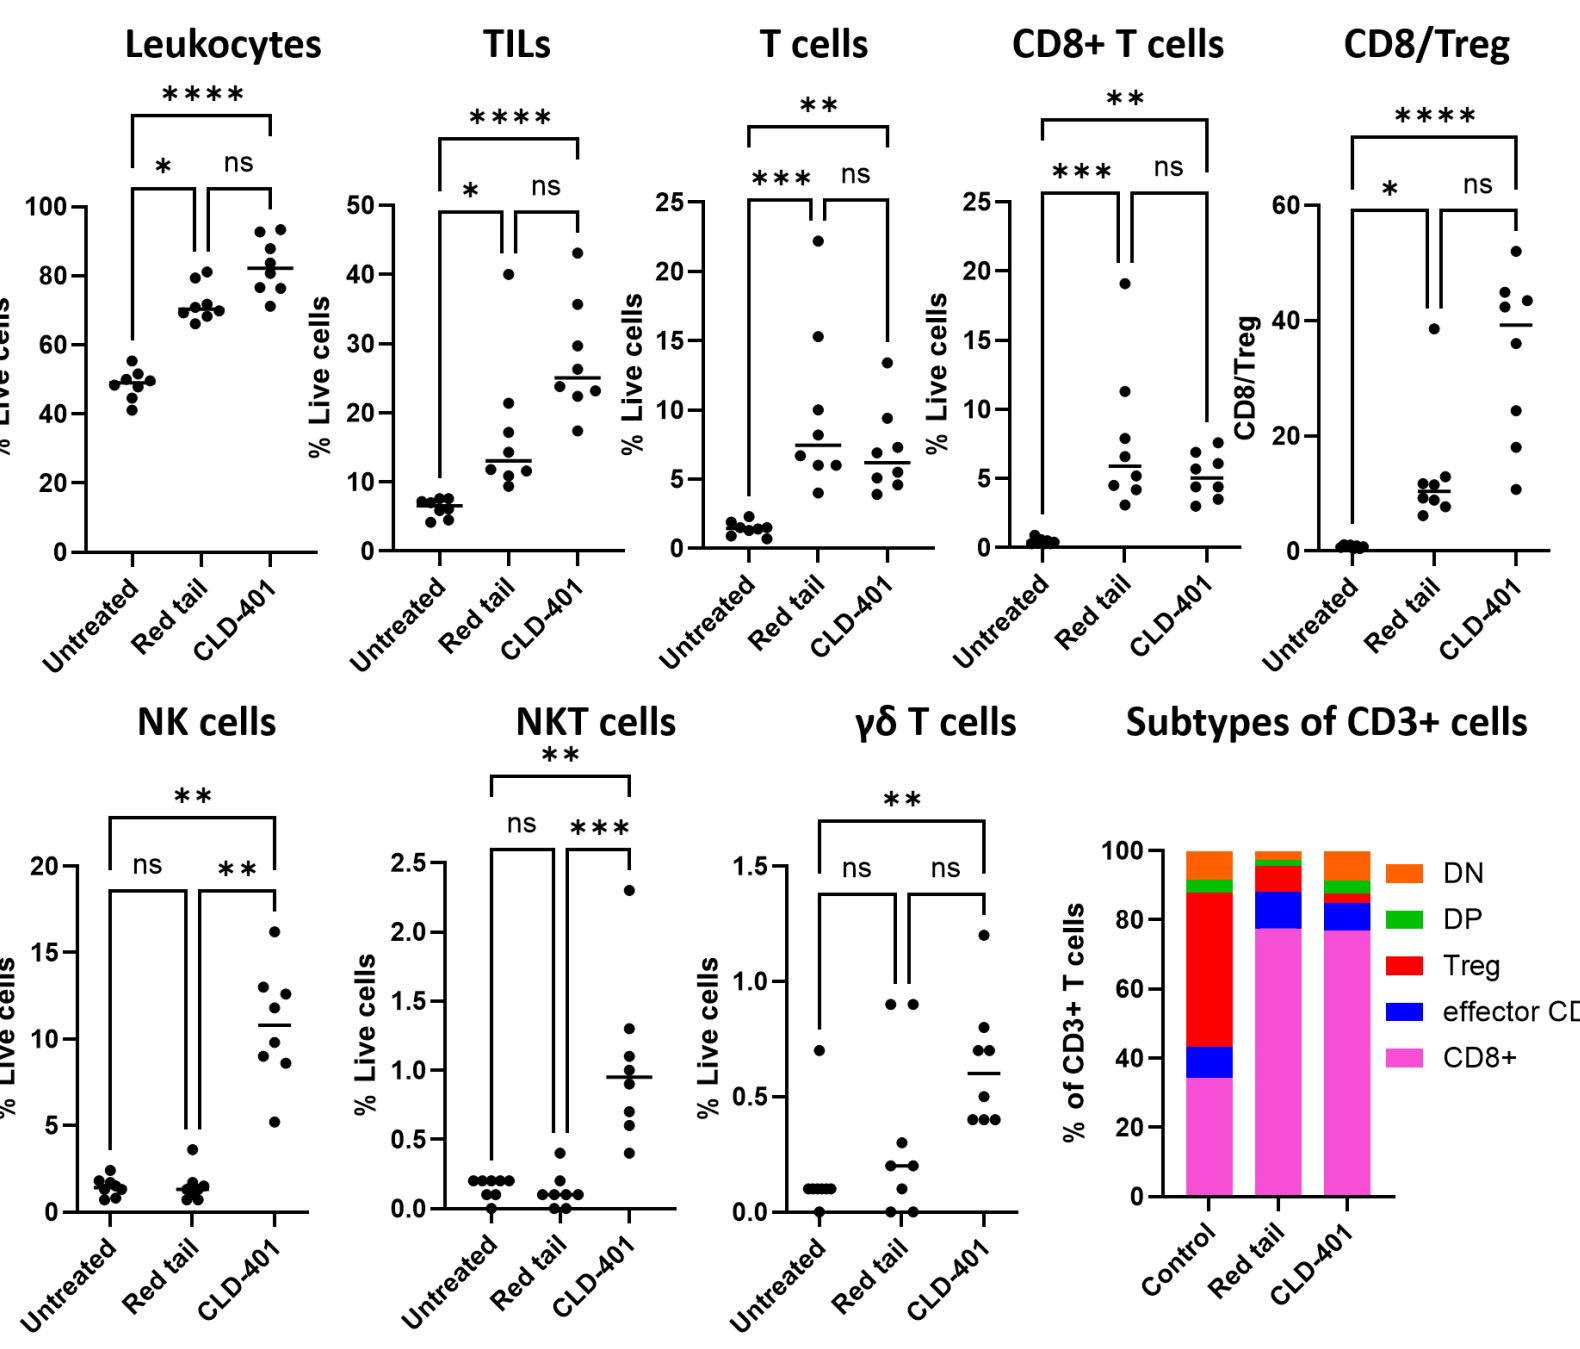 Leukocytes
****
*
ns
100
80
60
40
20
0
% Live cells
Untreated
Red tail
CLD-401
TILs
****
*
ns
50
40
30
20
10
0
% Live cells
Untreated
Red tail
CLD-401
T cells
**
***
ns
25
20
15
10
5
0
% Live cells
Untreated
Red tail
CLD-401
CD8+ T cells
**
***
ns
25
20
15
10
5
0
% Live cells
Untreated
Red tail
CLD-401
CD8/Treg
****
*
ns
60
40
20
0
CD8/Treg
Untreated
Red tail
CLD-401
NK cells
**
ns
**
20
15
10
5
0
% Live cells
Untreated
Red tail
CLD-401
NKT cells
**
ns
***
2.5
2.0
1.5
1.0
0.5
0.0
% Live cells
Untreated
Red tail
CLD-401
γδ T cells
**
ns
ns
1.5
1.0
0.5
0.0
% Live cells
Untreated
Red tail
CLD-401
Subtypes of CD3+ cells
100
80
60
40
20
0
% of CD3+ T cells
Control
Red tail
CLD-401
DN
DP
Treg
effector CD
CD8+